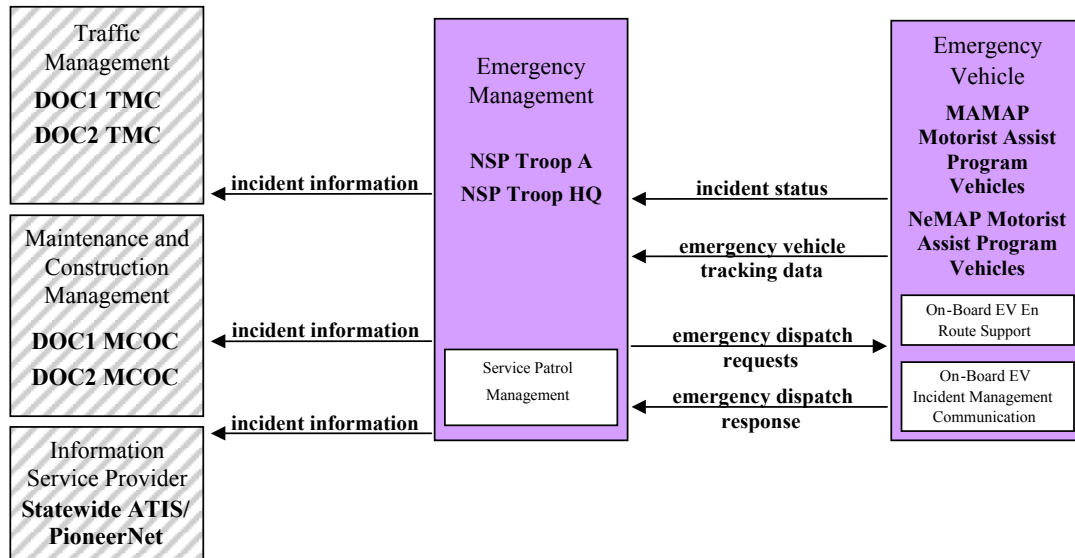 Traffic
Management
DOC1 TMC
DOC2 TMC
Maintenance and
Construction
Management
DOC1 MCOC
DOC2 MCOC
Information
Service Provider
Statewide ATIS/
PioneerNet
incident information
incident information
incident information
Emergency
Management
NSP Troop A
NSP Troop HQ
Service Patrol
Management
incident status
emergency vehicle
tracking data
emergency dispatch
requests
emergency dispatch
response
Emergency
Vehicle
MAMAP
Motorist Assist
Program
Vehicles
NeMAP Motorist
Assist Program
Vehicles
On-Board EV En
Route Support
On-Board EV
Incident Management
Communication